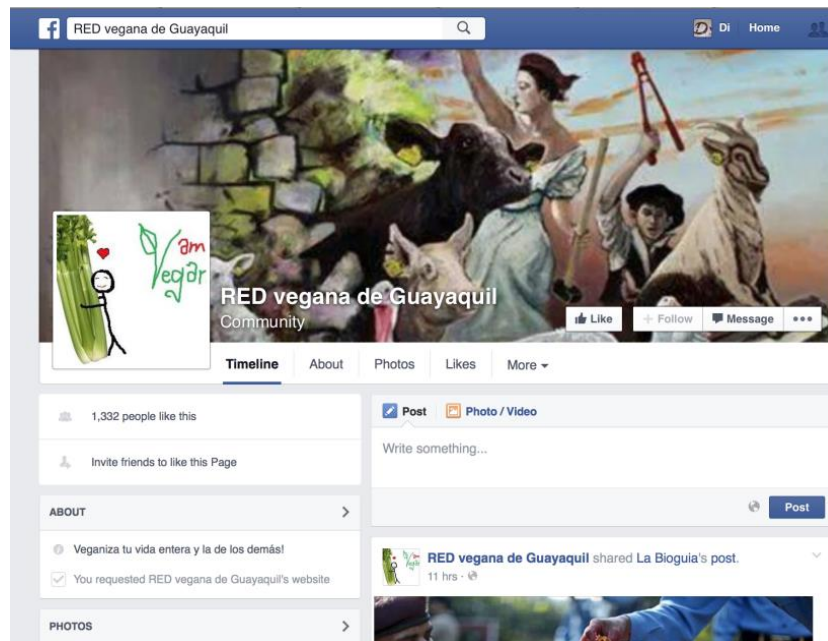 RED vegana de Guayaquil
Di Home
am
Vegar
RED vegana de Guayaquil
Community
Like + Follow Message
Timeline About Photos Likes More
1,332 people like this
Invite friends to like this Page
Post Photo / Video
Write something...
Post
ABOUT
Veganiza tu vida entera y la de los demás!
You requested RED vegana de Guayaquil's website
RED vegana de Guayaquil shared La Bioguia's post.
11 hrs ·
PHOTOS